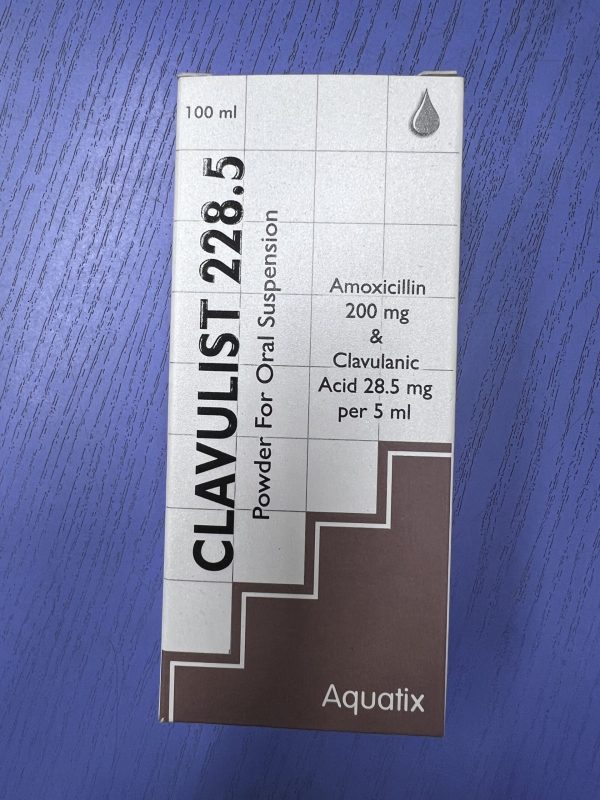 100 ml
CLAVULIST 228.5
Powder For Oral Suspension
Amoxicillin
200 mg
&
Clavulanic
Acid 28.5 mg
per 5 ml
Aquatix